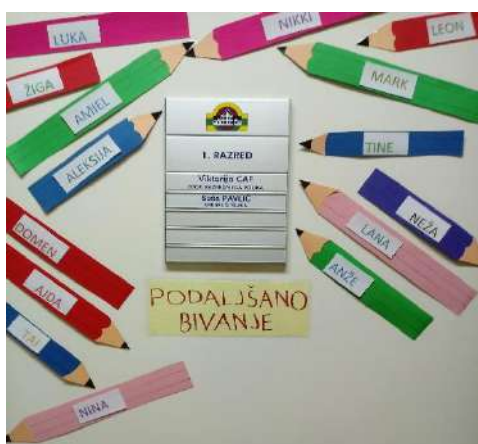 LUKA
NIKKI
LEON
ŽIGA
AMIEL
MARK
ALEKSIJA
TINE
1. RAZRED
Viktorija CAF
Saša PAVLIČ
NEŽA
LANA
ANŽE
DOMEN
AJDA
TAI
NINA
PODALJŠANO
BIVANJE